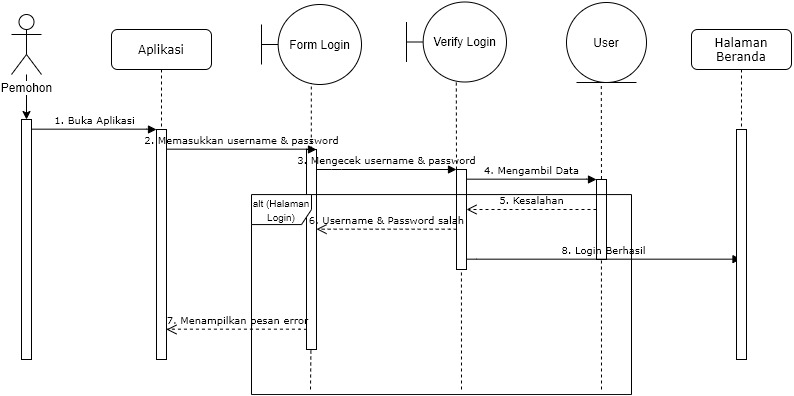 Pemohon
Aplikasi
Form Login
Verify Login
User
Halaman
Beranda
1. Buka Aplikasi
2. Memasukkan username & password
3. Mengecek username & password
4. Mengambil Data
alt (Halaman
Login)
5. Kesalahan
6. Username & Password salah
8. Login Berhasil
7. Menampilkan pesan error